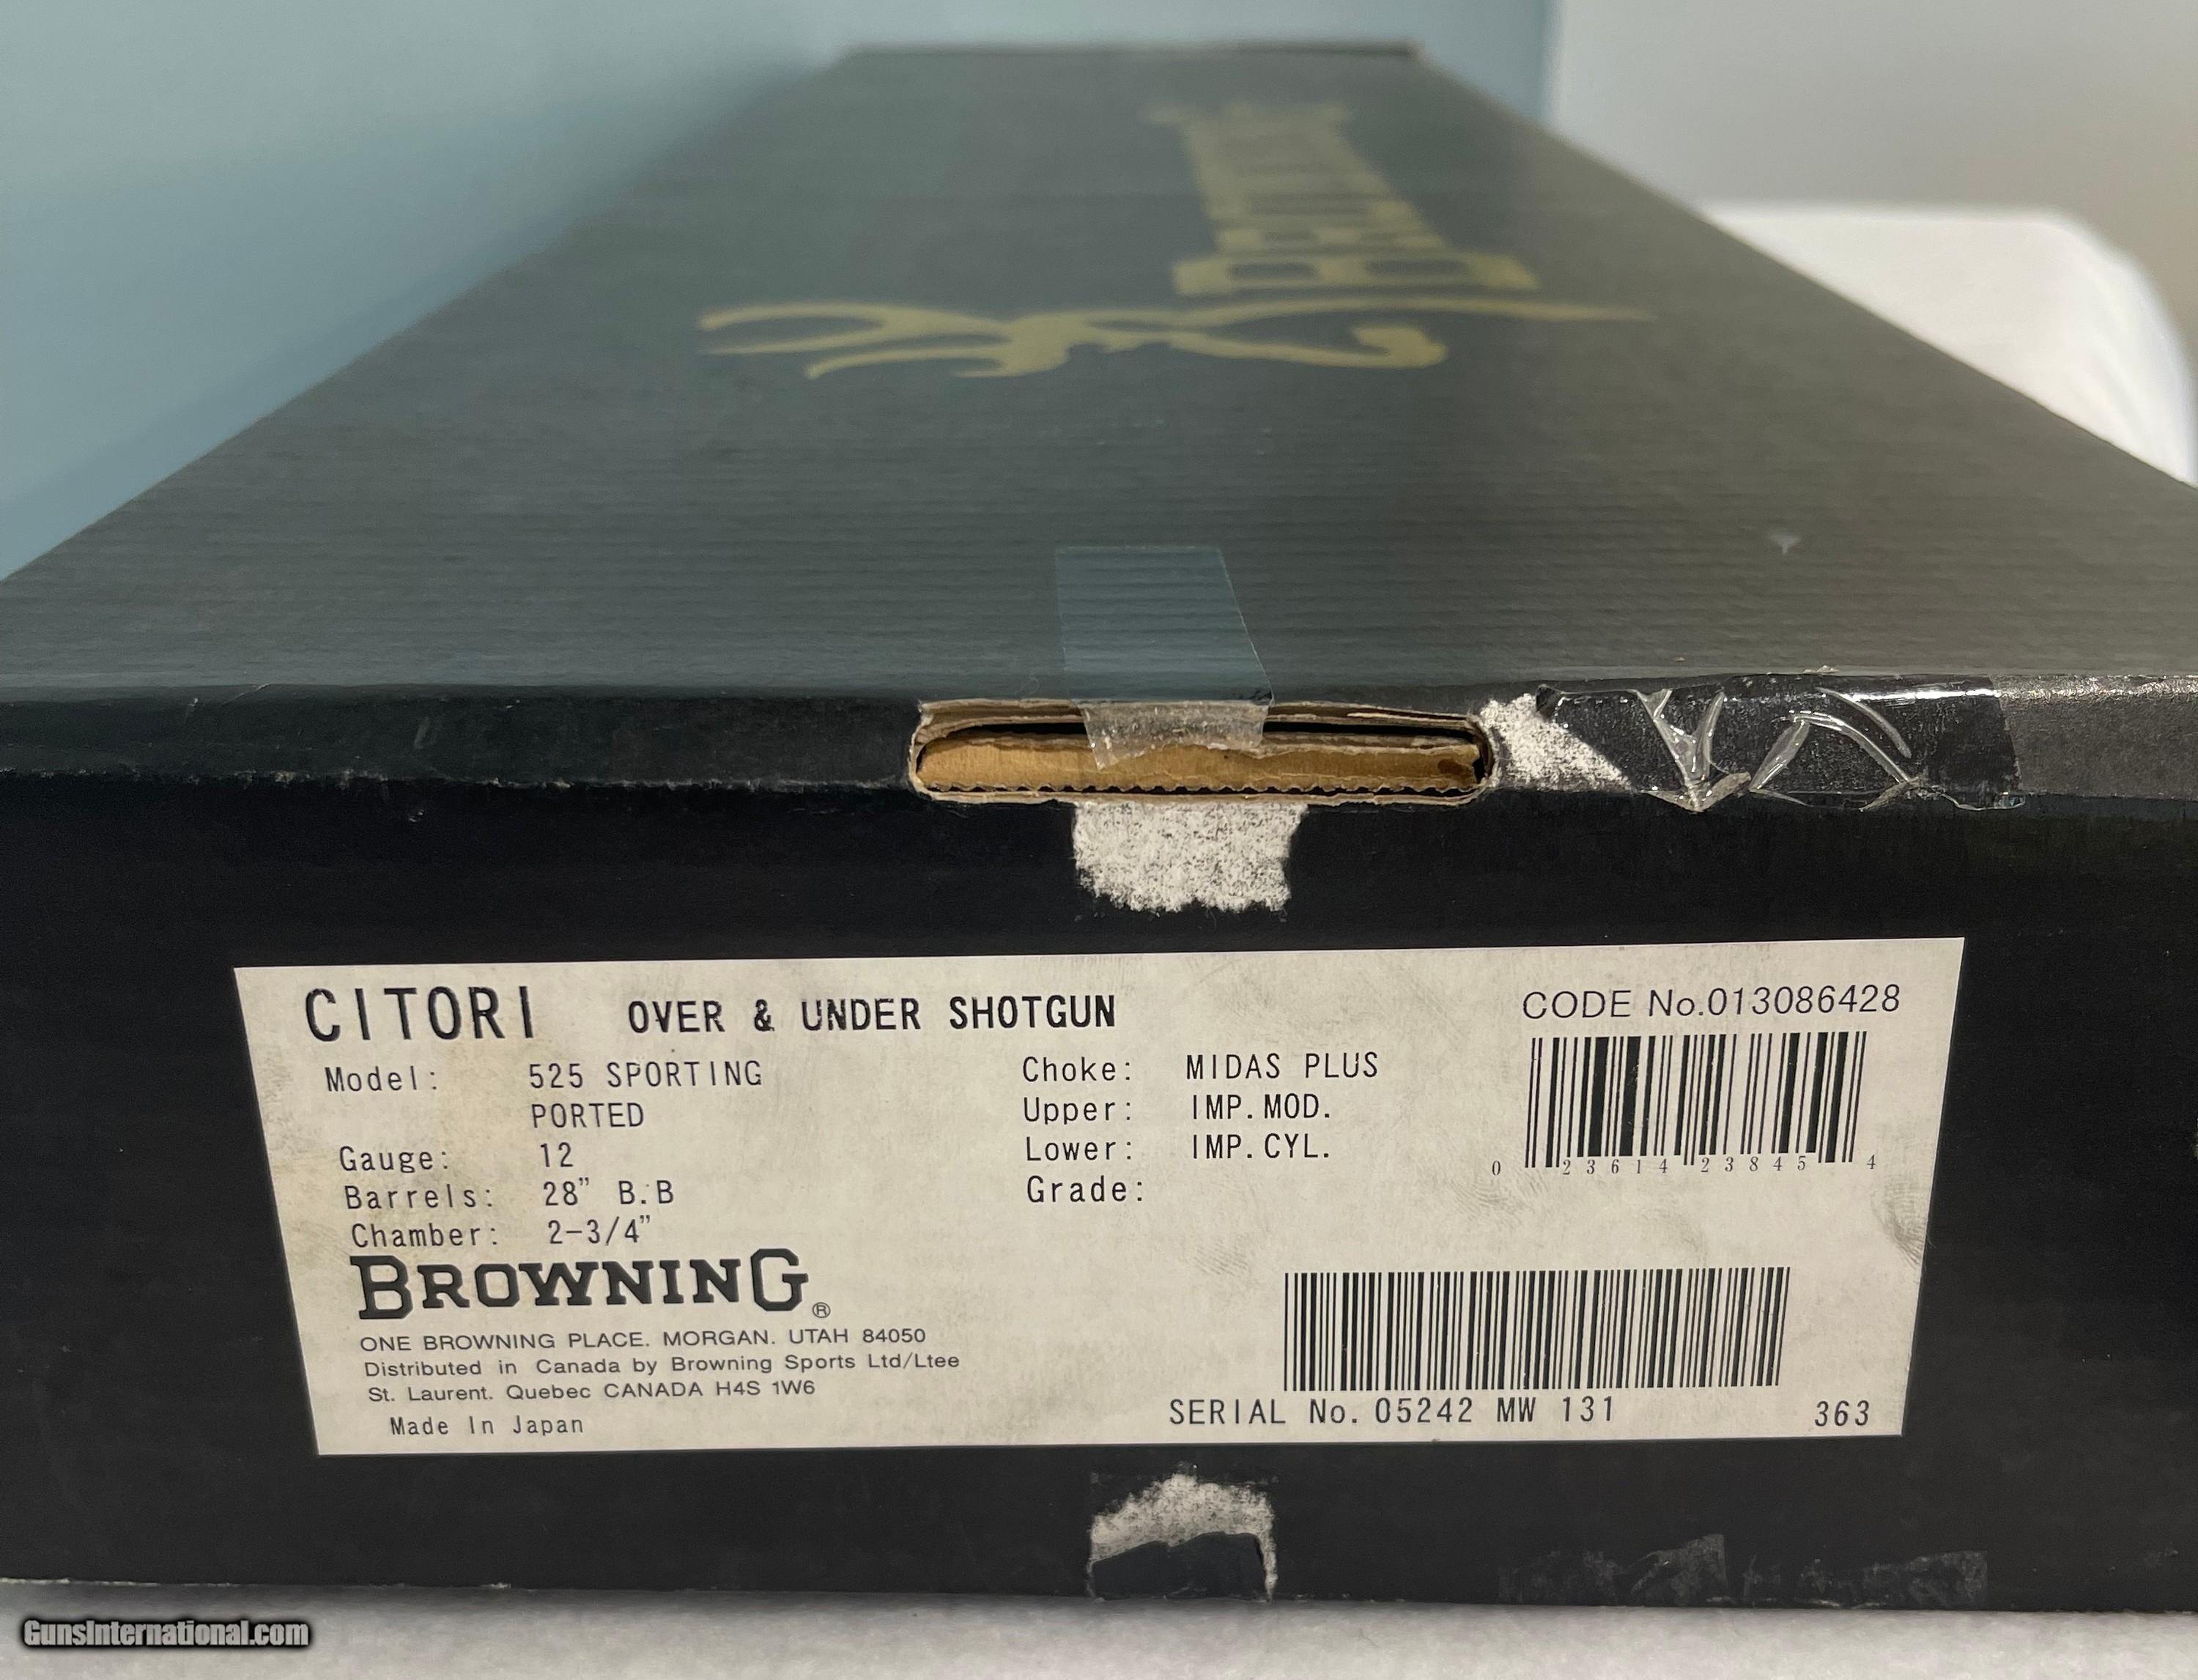 BROWNING
CITORI OVER & UNDER SHOTGUN
CODE No.013086428
Model: 525 SPORTING
PORTED
Gauge: 12
Barrels: 28” B.B
Chamber: 2-3/4”
Choke: MIDAS PLUS
Upper: IMP.MOD.
Lower: IMP.CYL.
Grade:
0 23614 23845 4
BROWNING®
ONE BROWNING PLACE. MORGAN. UTAH 84050
Distributed in Canada by Browning Sports Ltd/Ltee
St. Laurent. Quebec CANADA H4S 1W6
Made In Japan
SERIAL No. 05242 MW 131 363
GunsInternational.com